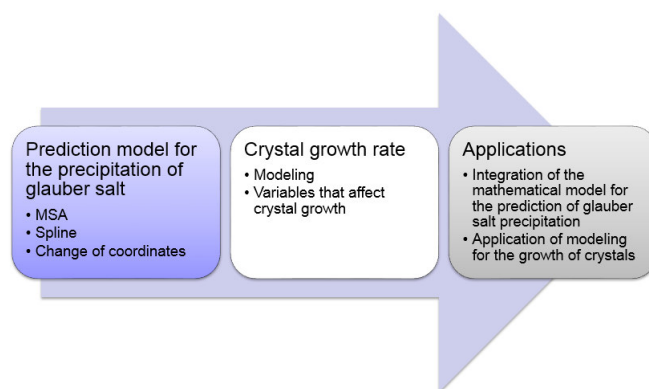 Prediction model for
the precipitation of
glauber salt
• MSA
• Spline
• Change of coordinates
Crystal growth rate
• Modeling
• Variables that affect
crystal growth
Applications
• Integration of the
mathematical model for
the prediction of glauber
salt precipitation
• Application of modeling
for the growth of crystals